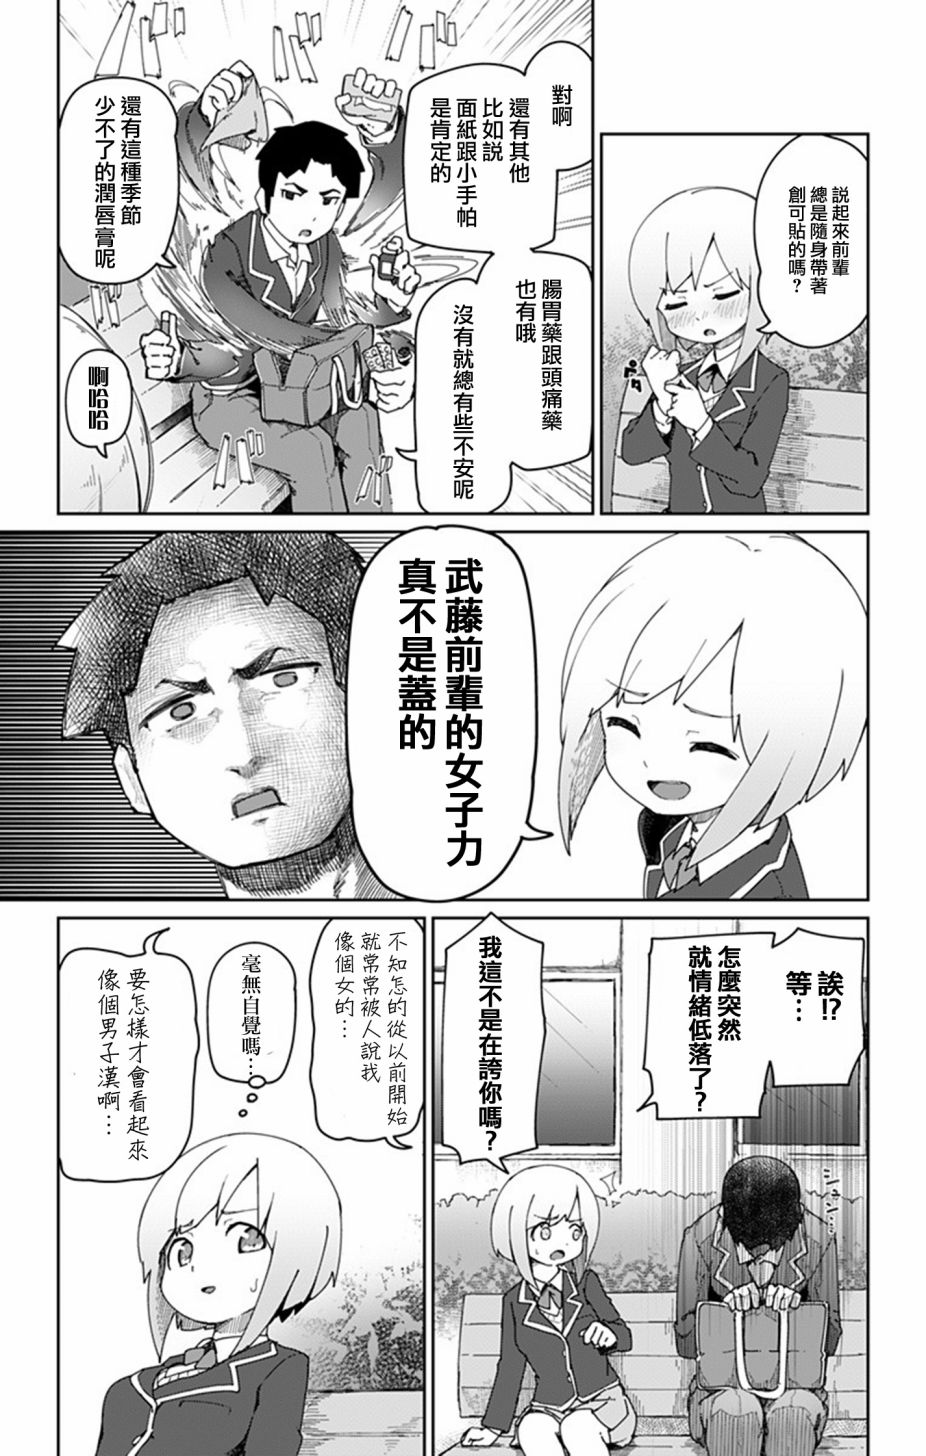 說起來前輩
總是隨身帶著
創可貼的嗎？
ドキ
ドキ
對啊
還有其他
比如說
面紙跟小手帕
是肯定的
腸胃藥跟頭痛藥
也有哦
沒有就總有些不安呢
還有這種季節
少不了的潤唇膏呢
啊哈哈
武藤前輩的女子力
真不是蓋的
誒!?
等…
怎麼突然
就情緒低落了？
我這不是在誇你嗎？
シュン…
不知怎的從以前開始
就常常被人說我
像個女的…
毫無自覺嗎…
要怎樣才會看起來
像個男子漢啊…